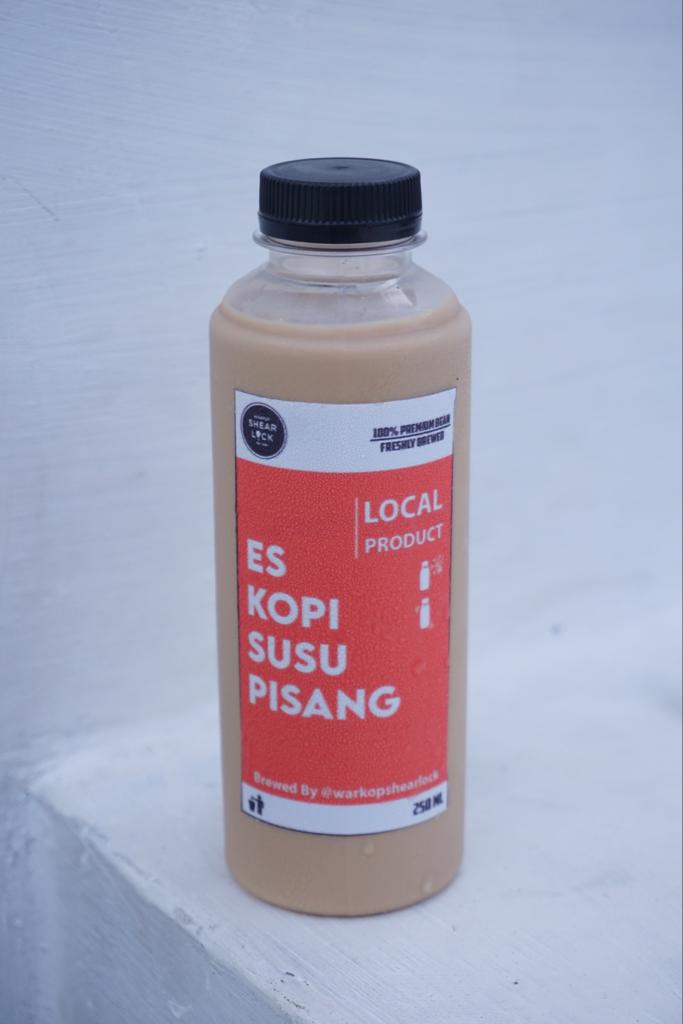 SHEAR
LOCK
100% PREMIUM BEAN
FRESHLY BREWED
LOCAL
PRODUCT
ES
KOPI
SUSU
PISANG
Brewed By @warkopshearlock
250 ML